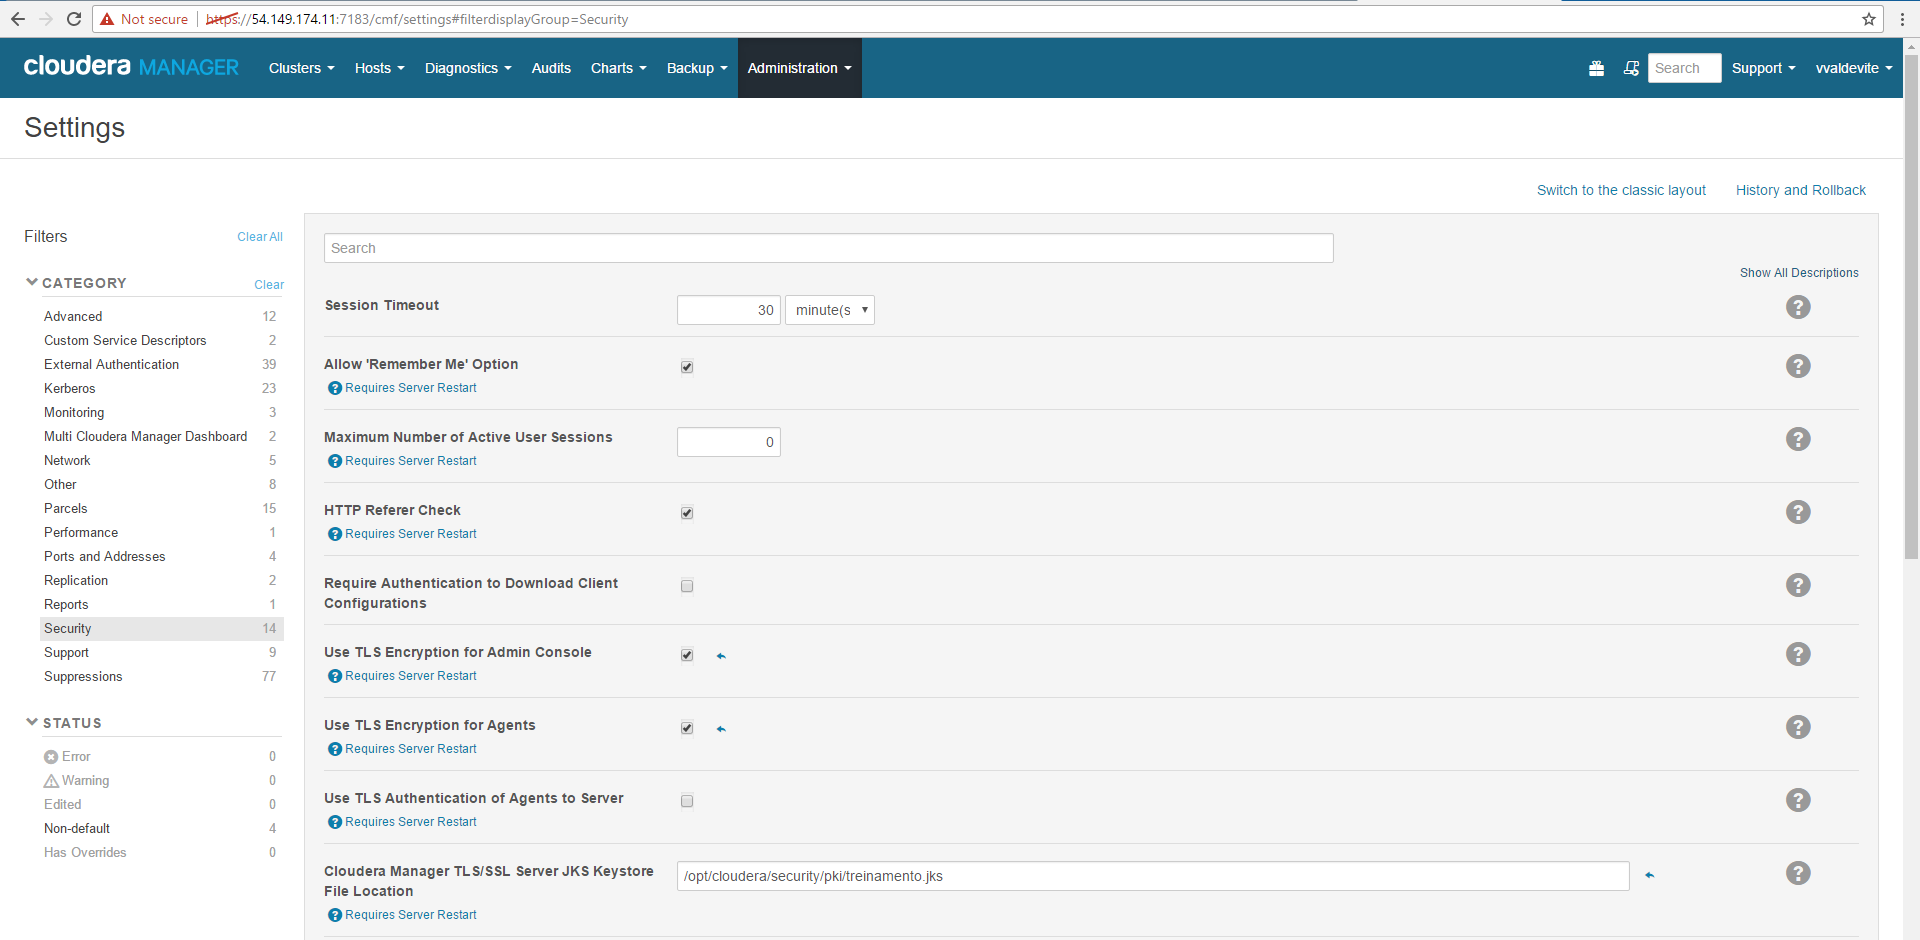 Not secure https://54.149.174.11:7183/cmf/settings#filterdisplayGroup=Security
cloudera MANAGER Clusters Hosts Diagnostics Audits Charts Backup Administration Search Support vvaldevite
Settings
Switch to the classic layout History and Rollback
Filters Clear All
CATEGORY Clear
Advanced 12
Custom Service Descriptors 2
External Authentication 39
Kerberos 23
Monitoring 3
Multi Cloudera Manager Dashboard 2
Network 5
Other 8
Parcels 15
Performance 1
Ports and Addresses 4
Replication 2
Reports 1
Security 14
Support 9
Suppressions 77
STATUS
Error 0
Warning 0
Edited 0
Non-default 4
Has Overrides 0
Search
Show All Descriptions
Session Timeout 30 minute(s ?
Allow 'Remember Me' Option ?
? Requires Server Restart
Maximum Number of Active User Sessions 0 ?
? Requires Server Restart
HTTP Referer Check ?
? Requires Server Restart
Require Authentication to Download Client ?
Configurations
Use TLS Encryption for Admin Console ?
? Requires Server Restart
Use TLS Encryption for Agents ?
? Requires Server Restart
Use TLS Authentication of Agents to Server ?
? Requires Server Restart
Cloudera Manager TLS/SSL Server JKS Keystore /opt/cloudera/security/pki/treinamento.jks ?
File Location
? Requires Server Restart